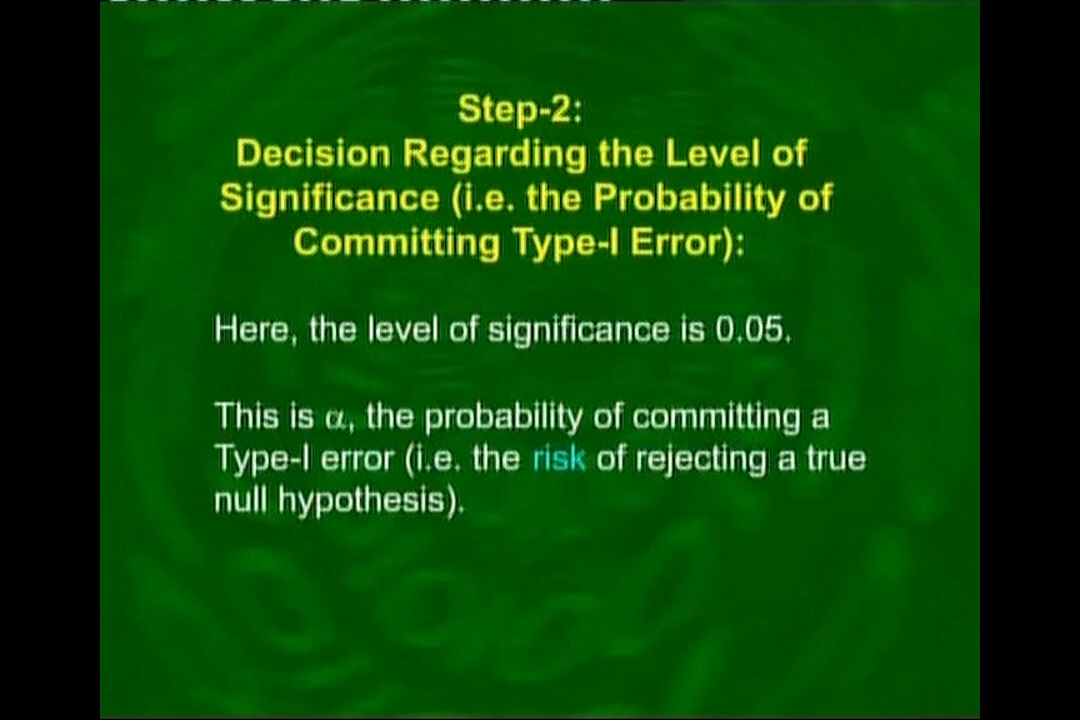 Step-2:
Decision Regarding the Level of
Significance (i.e. the Probability of
Committing Type-I Error):
Here, the level of significance is 0.05.
This is α, the probability of committing a
Type-I error (i.e. the risk of rejecting a true
null hypothesis).